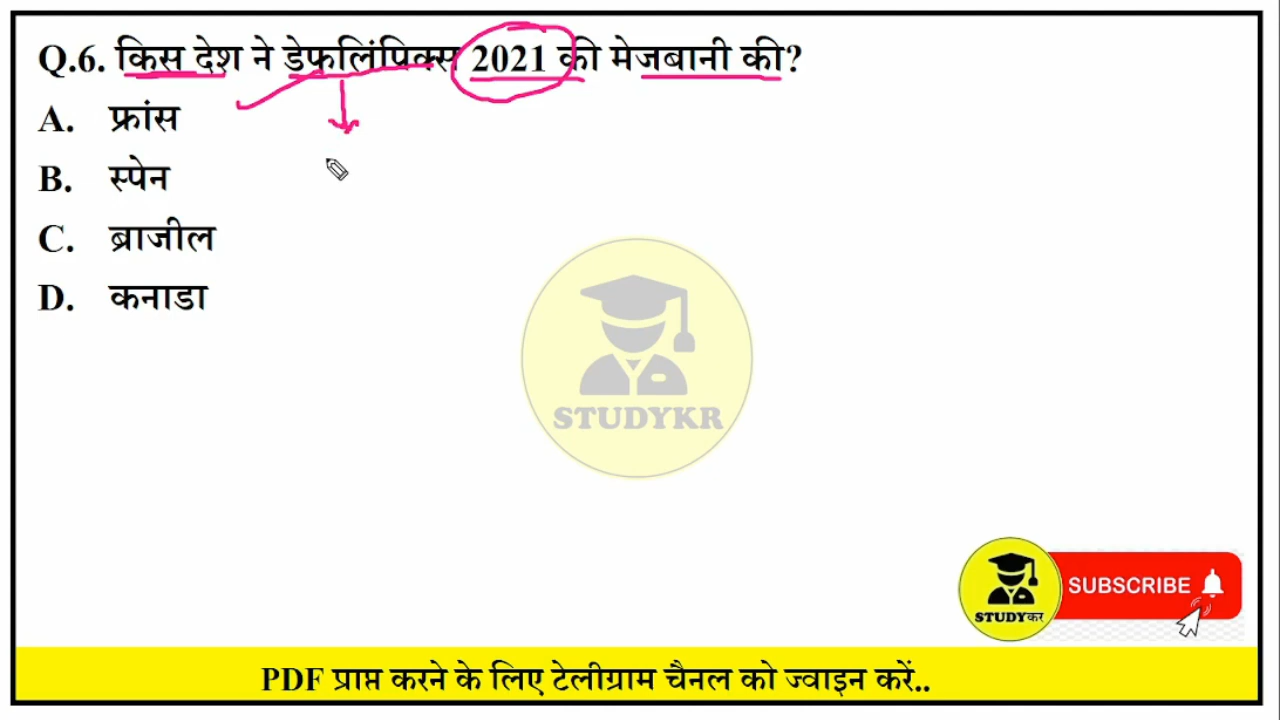 Q.6. किस देश ने डेफलिंपिक्स 2021 की मेजबानी की?
A. फ्रांस
B. स्पेन
C. ब्राजील
D. कनाडा
STUDYKR
SUBSCRIBE
STUDYकर
PDF प्राप्त करने के लिए टेलीग्राम चैनल को ज्वाइन करें..